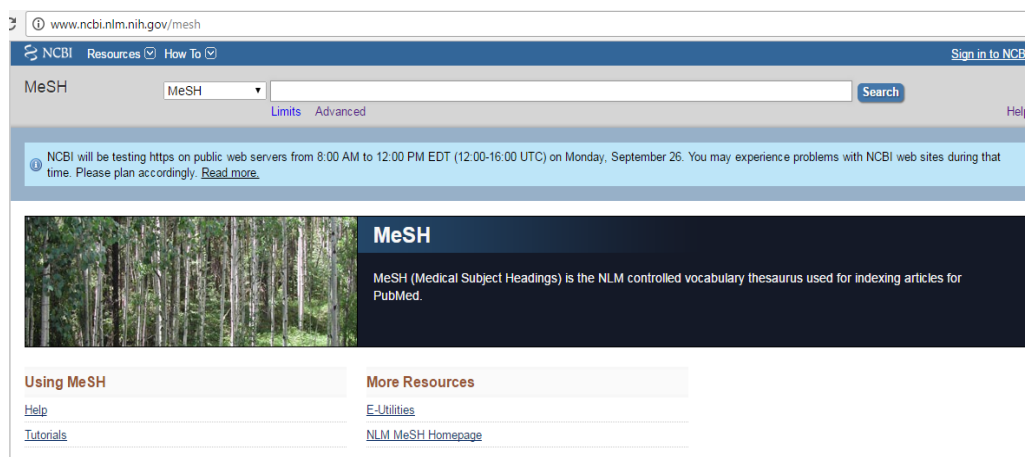 www.ncbi.nlm.nih.gov/mesh
NCBI Resources How To Sign in to NCB
MeSH MeSH Search
Limits Advanced Help
NCBI will be testing https on public web servers from 8:00 AM to 12:00 PM EDT (12:00-16:00 UTC) on Monday, September 26. You may experience problems with NCBI web sites during that
time. Please plan accordingly. Read more.
MeSH
MeSH (Medical Subject Headings) is the NLM controlled vocabulary thesaurus used for indexing articles for
PubMed.
Using MeSH More Resources
Help E-Utilities
Tutorials NLM MeSH Homepage